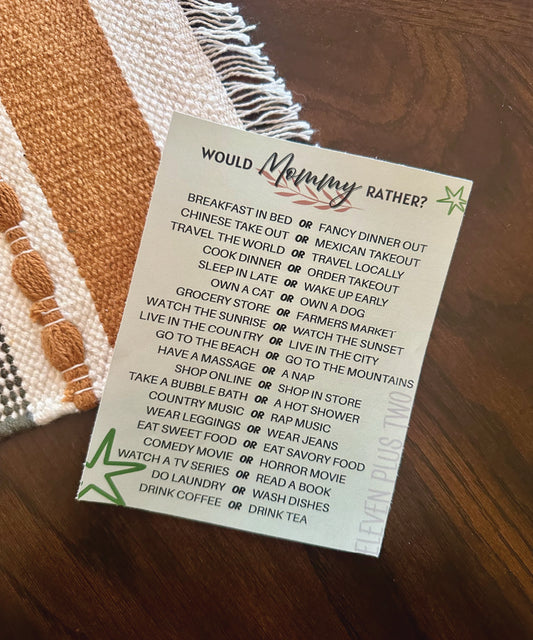 WOULD Mommy RATHER?
BREAKFAST IN BED OR FANCY DINNER OUT
CHINESE TAKE OUT OR MEXICAN TAKEOUT
TRAVEL THE WORLD OR TRAVEL LOCALLY
COOK DINNER OR ORDER TAKEOUT
SLEEP IN LATE OR WAKE UP EARLY
OWN A CAT OR OWN A DOG
GROCERY STORE OR FARMERS MARKET
WATCH THE SUNRISE OR WATCH THE SUNSET
LIVE IN THE COUNTRY OR LIVE IN THE CITY
GO TO THE BEACH OR GO TO THE MOUNTAINS
HAVE A MASSAGE OR A NAP
SHOP ONLINE OR SHOP IN STORE
TAKE A BUBBLE BATH OR A HOT SHOWER
COUNTRY MUSIC OR RAP MUSIC
WEAR LEGGINGS OR WEAR JEANS
EAT SWEET FOOD OR EAT SAVORY FOOD
COMEDY MOVIE OR HORROR MOVIE
WATCH A TV SERIES OR READ A BOOK
DO LAUNDRY OR WASH DISHES
DRINK COFFEE OR DRINK TEA
ELEVEN PLUS TWO